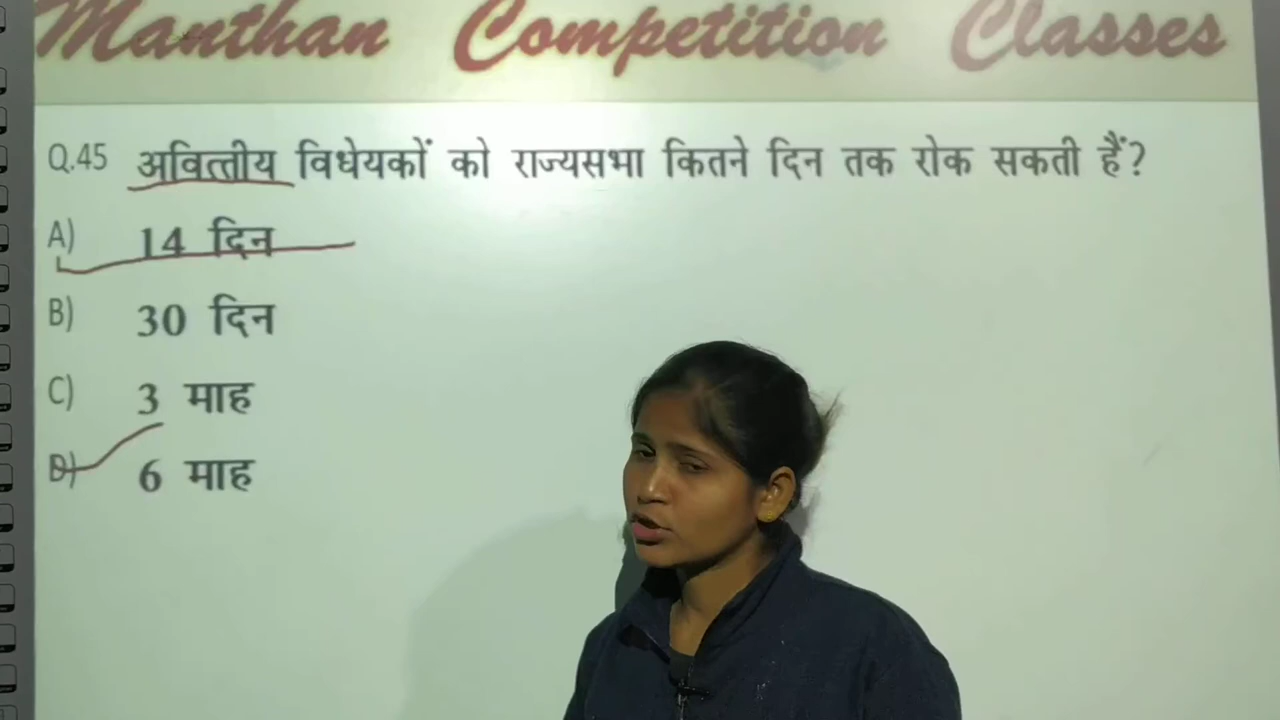 Manthan Competition Classes
Q.45 अवित्तीय विधेयकों को राज्यसभा कितने दिन तक रोक सकती हैं?
A) 14 दिन
B) 30 दिन
C) 3 माह
D) 6 माह